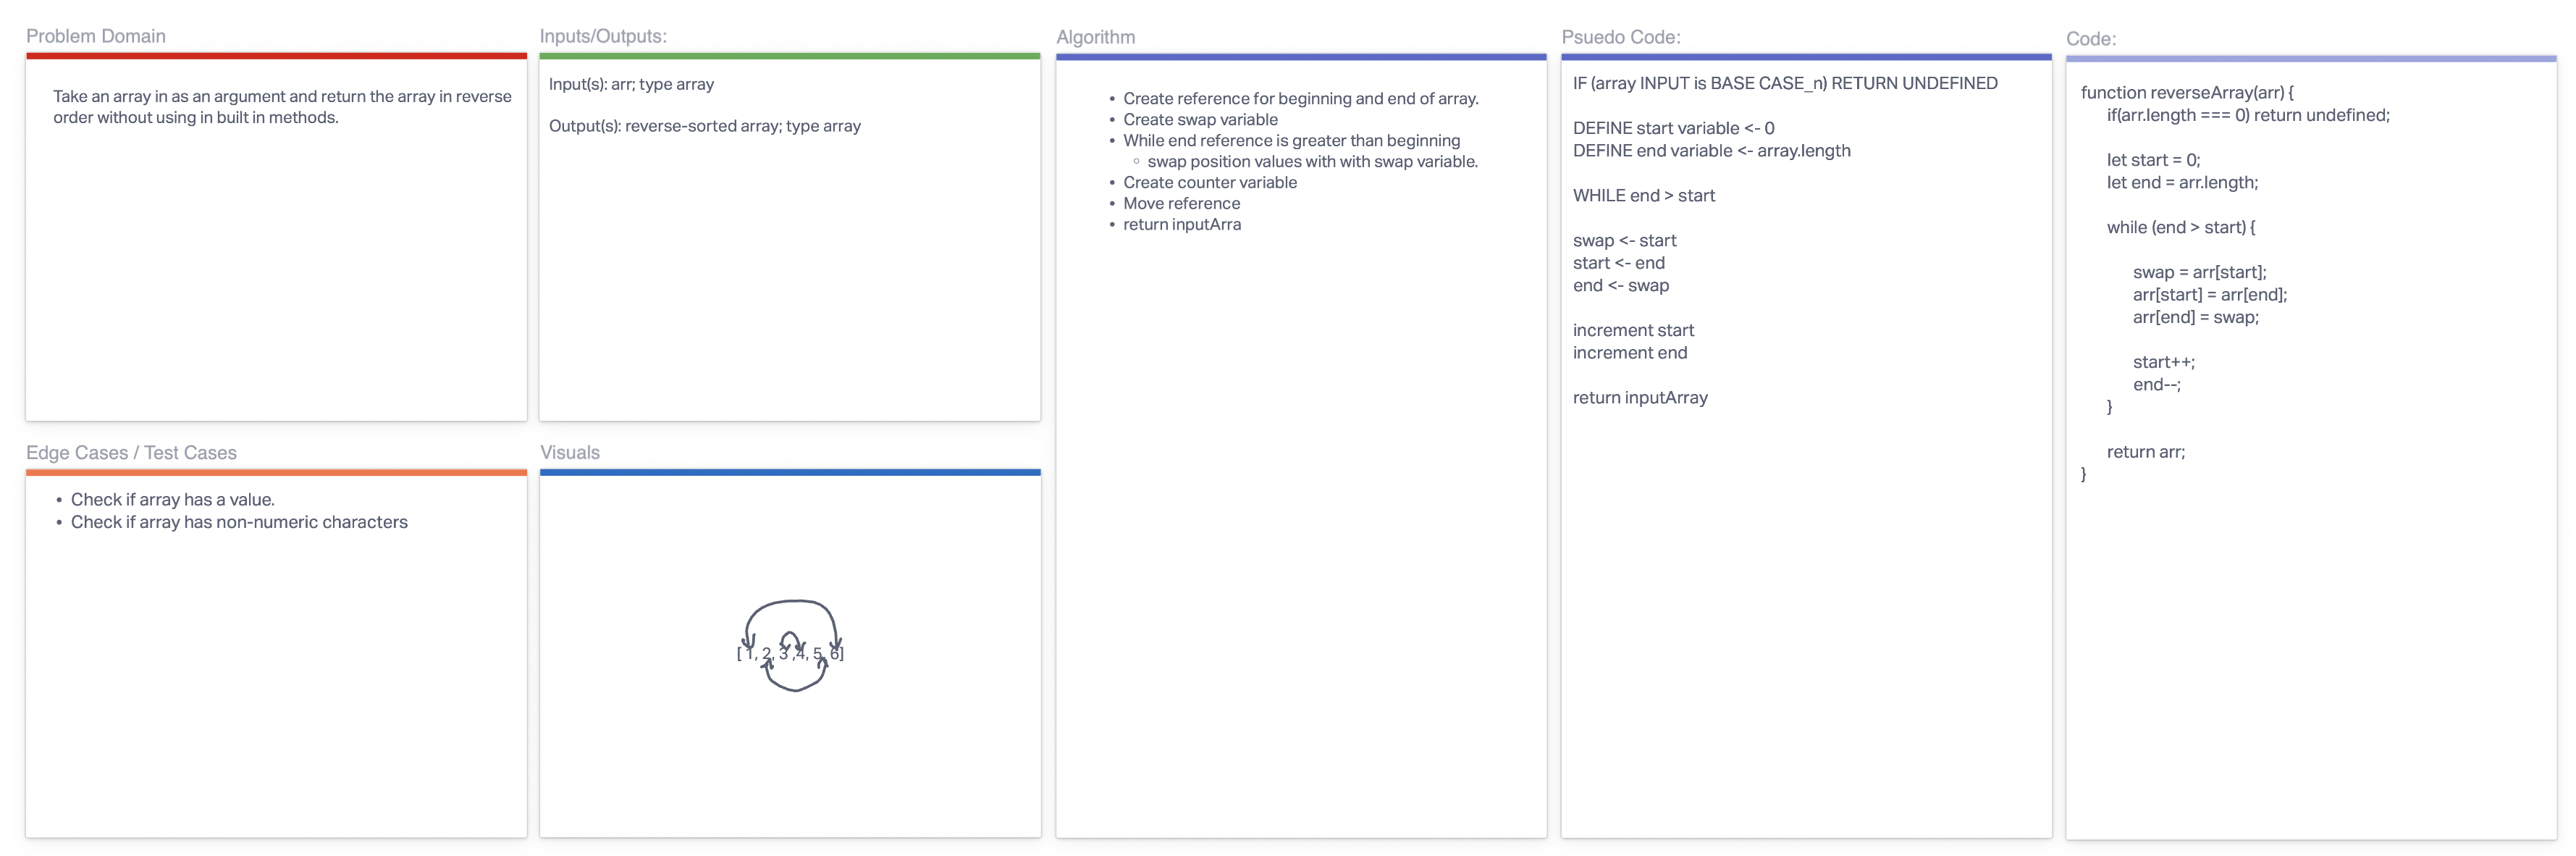 Problem Domain
Take an array in as an argument and return the array in reverse
order without using in built in methods.
Inputs/Outputs:
Input(s): arr; type array
Output(s): reverse-sorted array; type array
Edge Cases / Test Cases
• Check if array has a value.
• Check if array has non-numeric characters
Visuals
[ 1, 2, 3 ,4, 5, 6]
Algorithm
• Create reference for beginning and end of array.
• Create swap variable
• While end reference is greater than beginning
◦ swap position values with with swap variable.
• Create counter variable
• Move reference
• return inputArra
Psuedo Code:
IF (array INPUT is BASE CASE_n) RETURN UNDEFINED
DEFINE start variable <- 0
DEFINE end variable <- array.length
WHILE end > start
swap <- start
start <- end
end <- swap
increment start
increment end
return inputArray
Code:
function reverseArray(arr) {
if(arr.length === 0) return undefined;
let start = 0;
let end = arr.length;
while (end > start) {
swap = arr[start];
arr[start] = arr[end];
arr[end] = swap;
start++;
end--;
}
return arr;
}